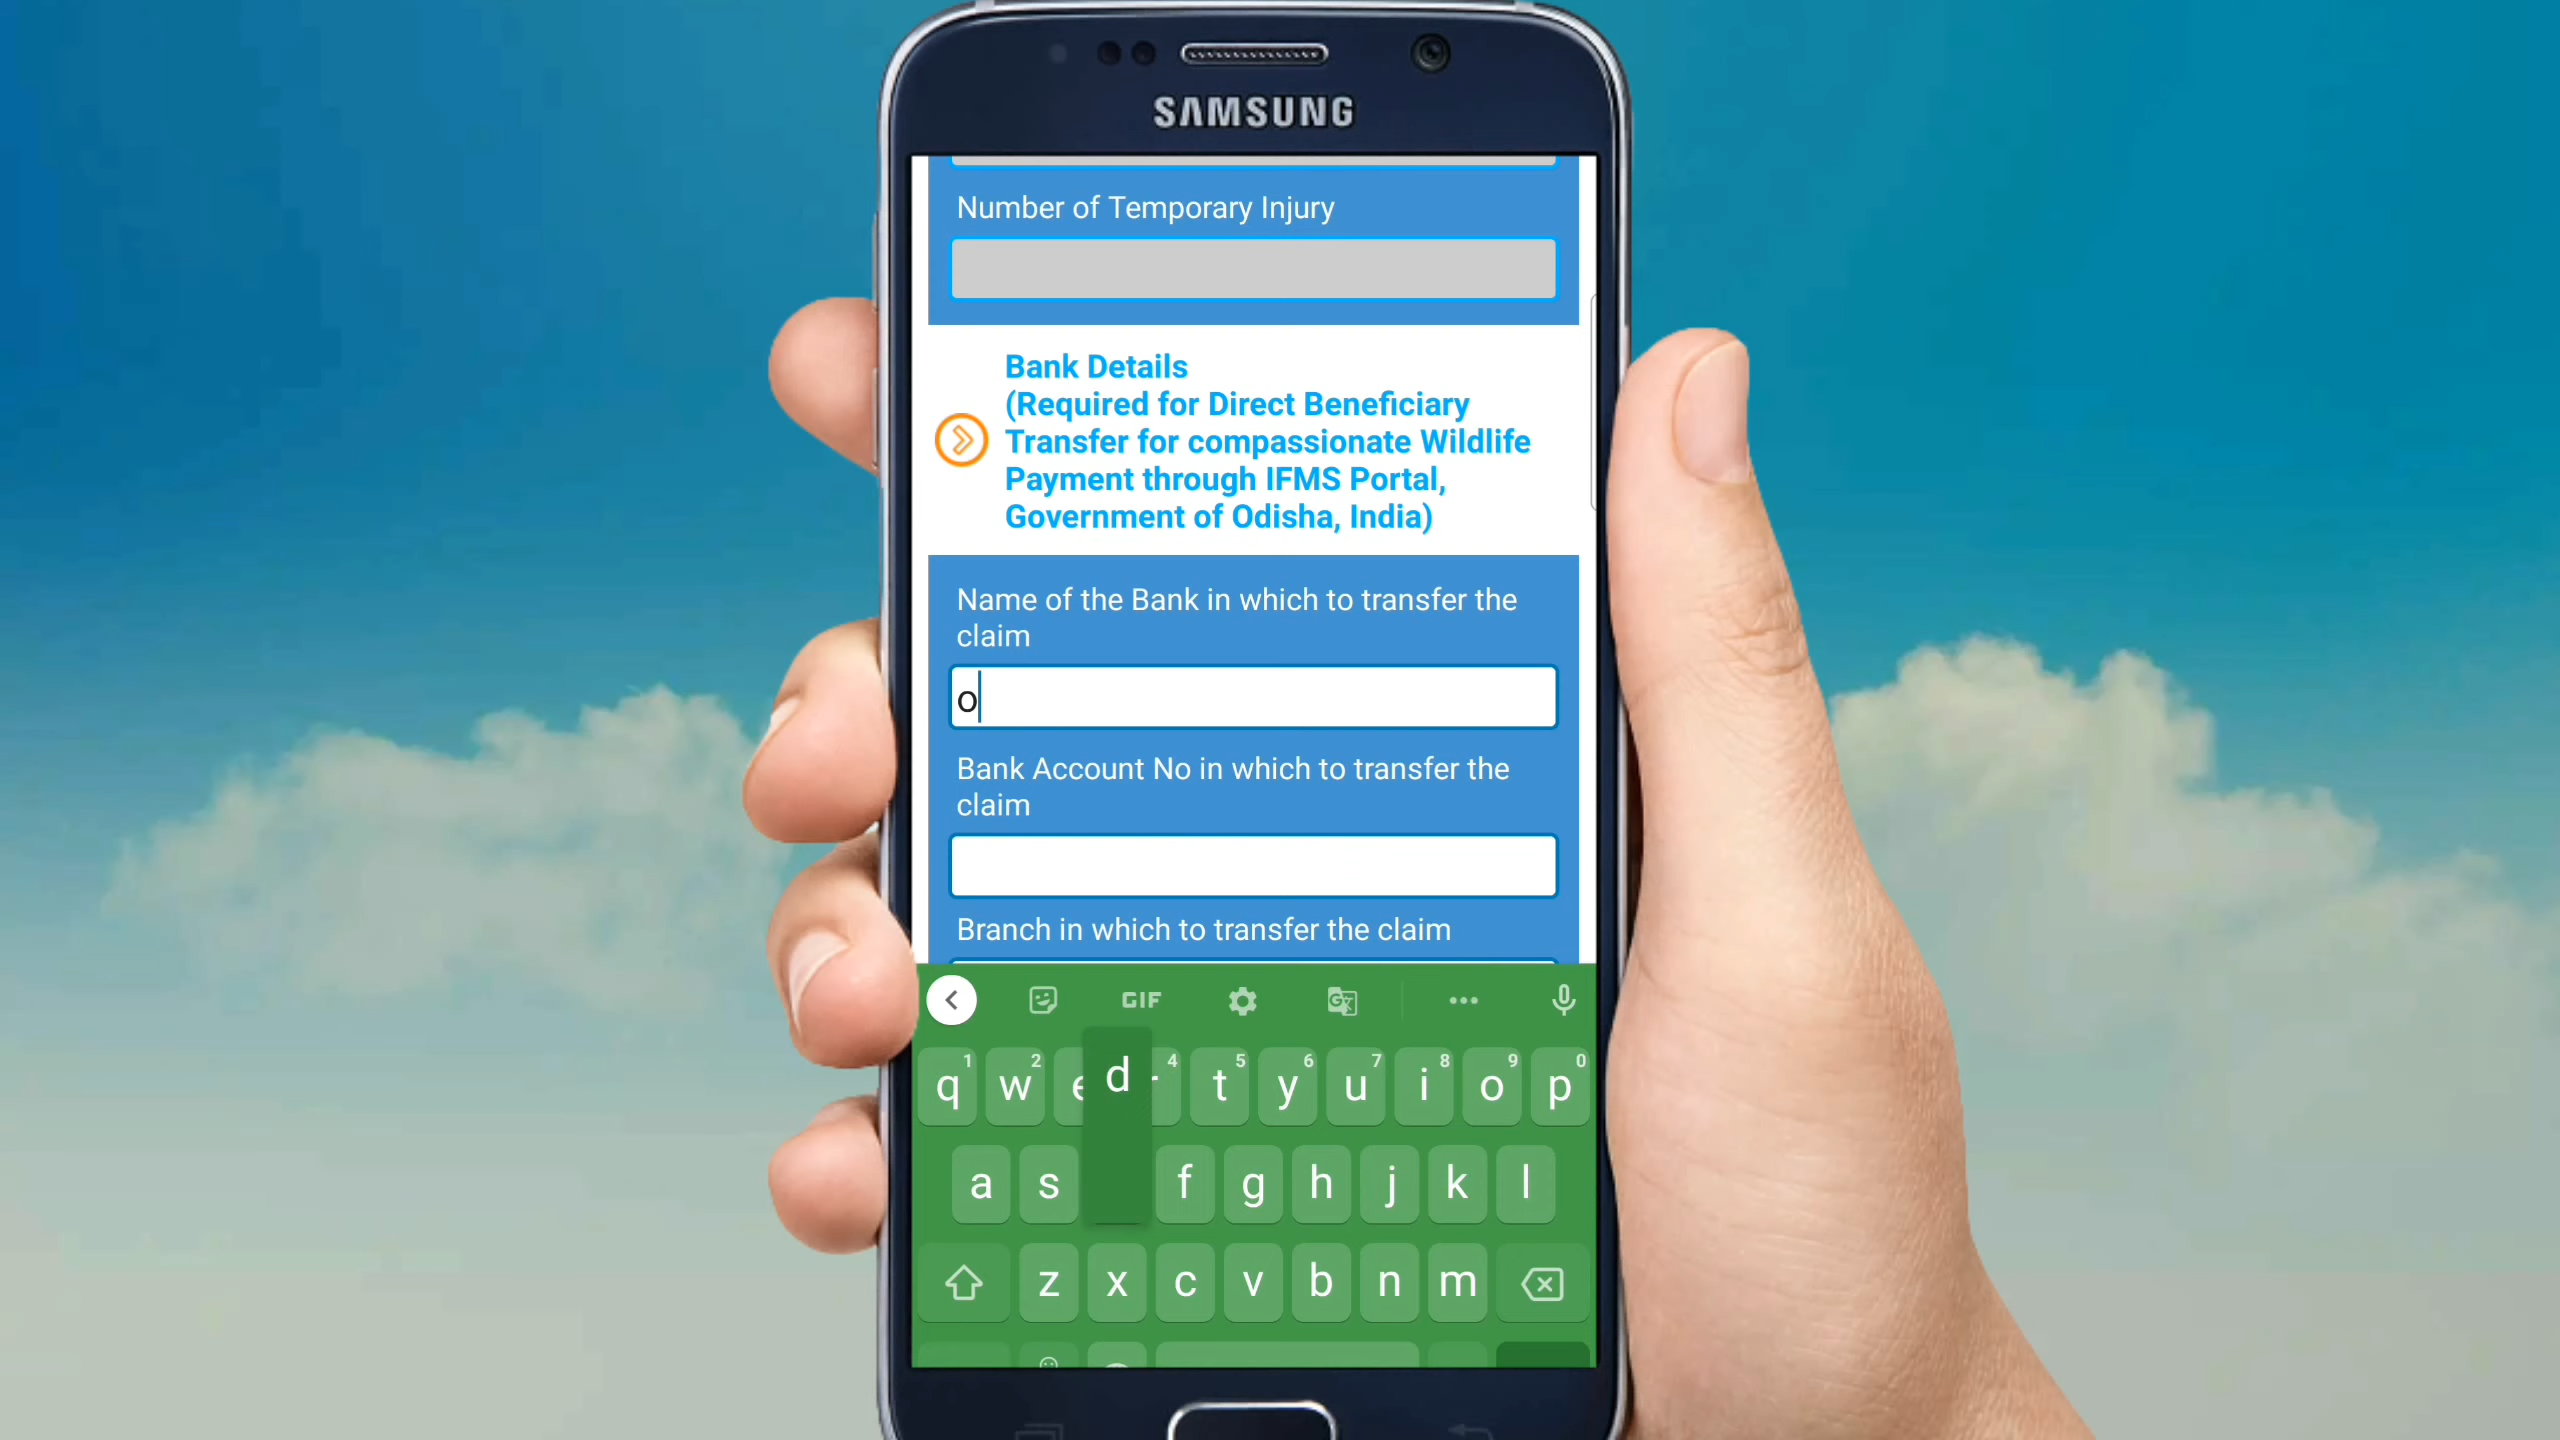 SAMSUNG
Number of Temporary Injury
Bank Details
(Required for Direct Beneficiary
Transfer for compassionate Wildlife
Payment through IFMS Portal,
Government of Odisha, India)
Name of the Bank in which to transfer the
claim
o
Bank Account No in which to transfer the
claim
Branch in which to transfer the claim
GIF
1 2 4 5 6 7 8 9 0
q w e d r t y u i o p
a s f g h j k l
z x c v b n m